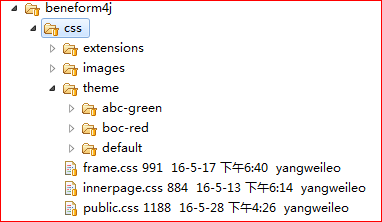 beneform4j
css
extensions
images
theme
abc-green
boc-red
default
frame.css 991 16-5-17 下午6:40 yangweileo
innerpage.css 884 16-5-13 下午6:14 yangweileo
public.css 1188 16-5-28 下午4:26 yangweileo